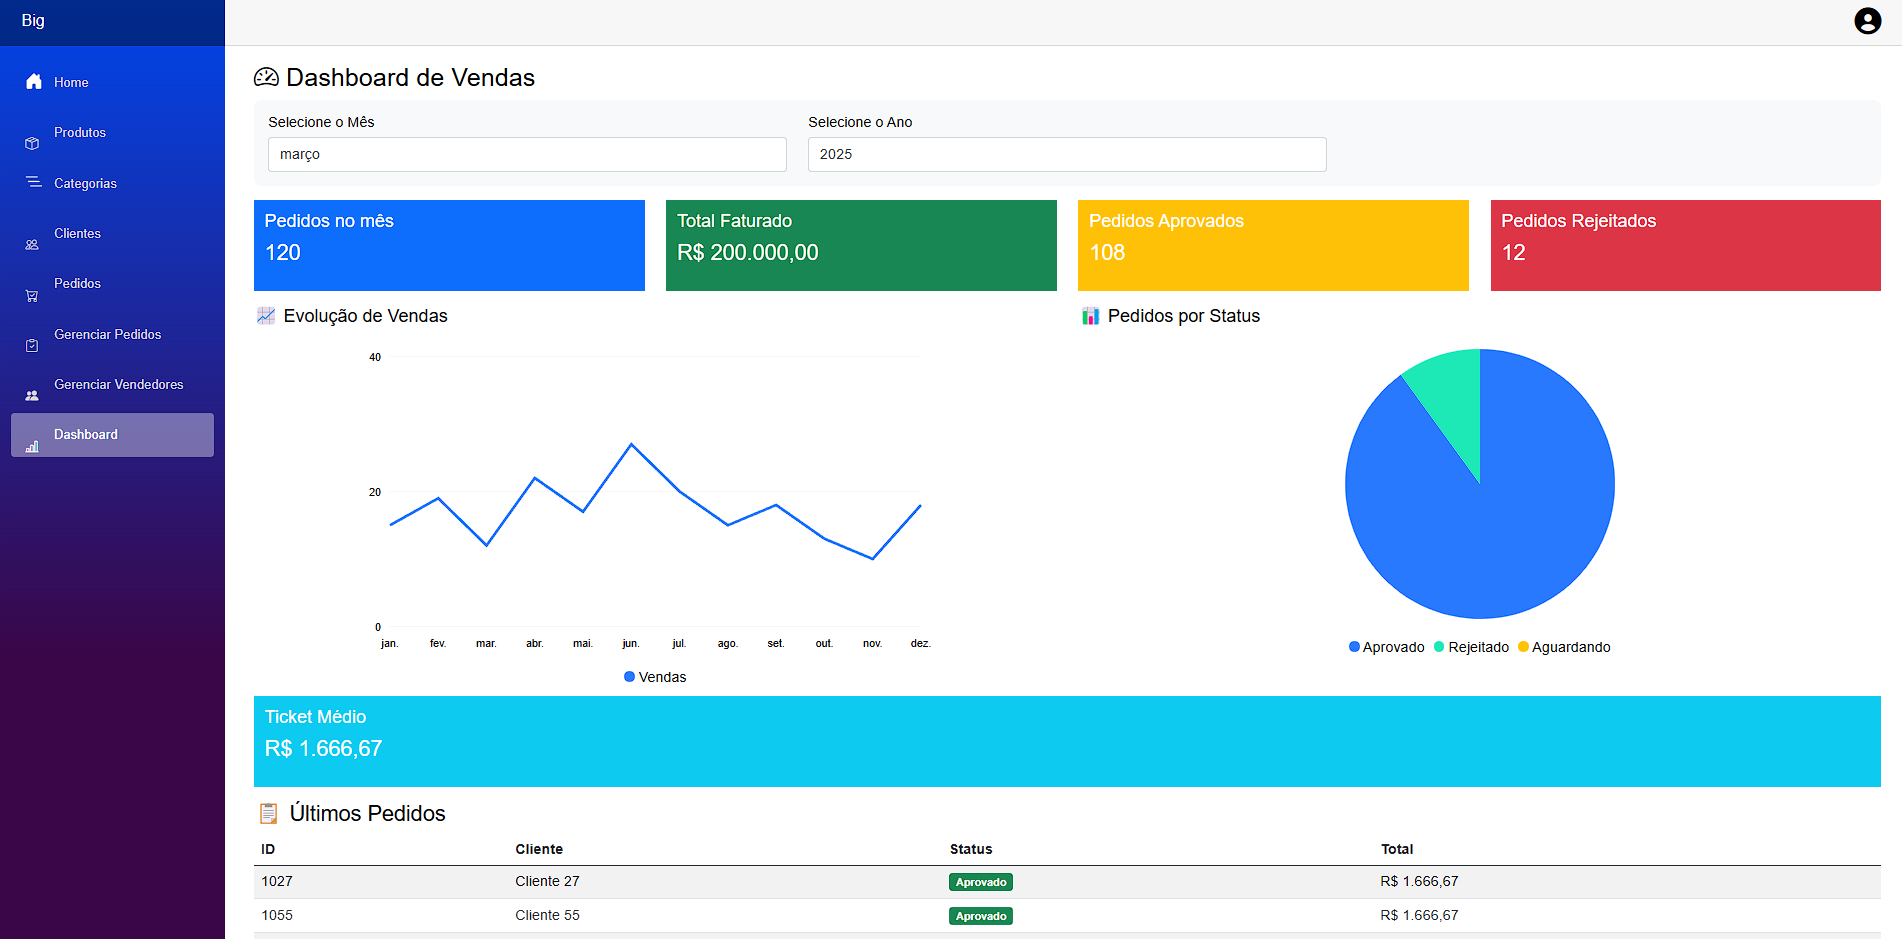 Big
Home
Produtos
Categorias
Clientes
Pedidos
Gerenciar Pedidos
Gerenciar Vendedores
Dashboard
Dashboard de Vendas
Selecione o Mês
Selecione o Ano
março
2025
Pedidos no mês
120
Total Faturado
R$ 200.000,00
Pedidos Aprovados
108
Pedidos Rejeitados
12
Evolução de Vendas
40
20
0
jan. fev. mar. abr. mai. jun. jul. ago. set. out. nov. dez.
Vendas
Pedidos por Status
Aprovado Rejeitado Aguardando
Ticket Médio
R$ 1.666,67
Últimos Pedidos
ID Cliente Status Total
1027 Cliente 27 Aprovado R$ 1.666,67
1055 Cliente 55 Aprovado R$ 1.666,67